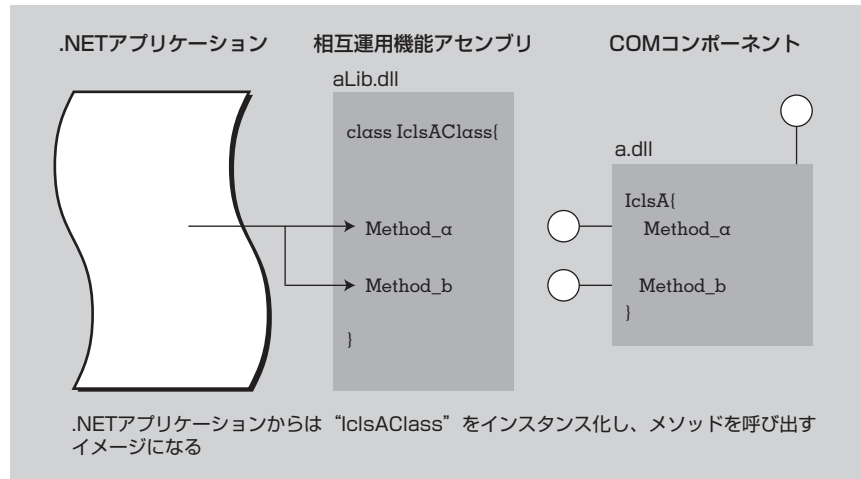 .NETアプリケーション
相互運用機能アセンブリ
COMコンポーネント
aLib.dll
class IclsAClass{
Method_a
Method_b
}
a.dll
IclsA{
Method_a
Method_b
}
.NETアプリケーションからは“IclsAClass”をインスタンス化し、メソッドを呼び出す
イメージになる